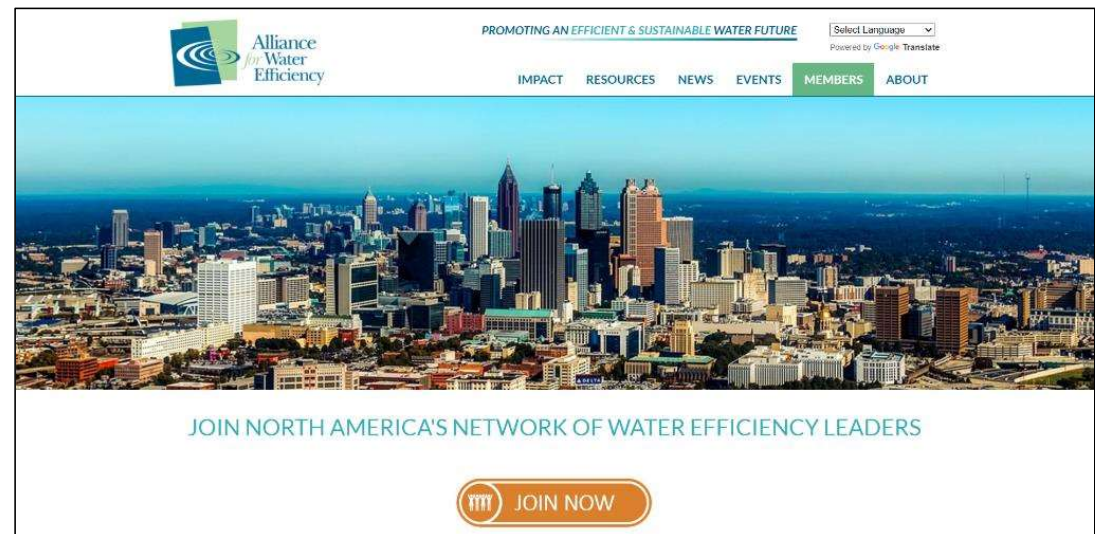 Alliance
for Water
Efficiency
PROMOTING AN EFFICIENT & SUSTAINABLE WATER FUTURE
Select Language
Powered by Google Translate
IMPACT RESOURCES NEWS EVENTS MEMBERS ABOUT
DELTA
JOIN NORTH AMERICA'S NETWORK OF WATER EFFICIENCY LEADERS
JOIN NOW